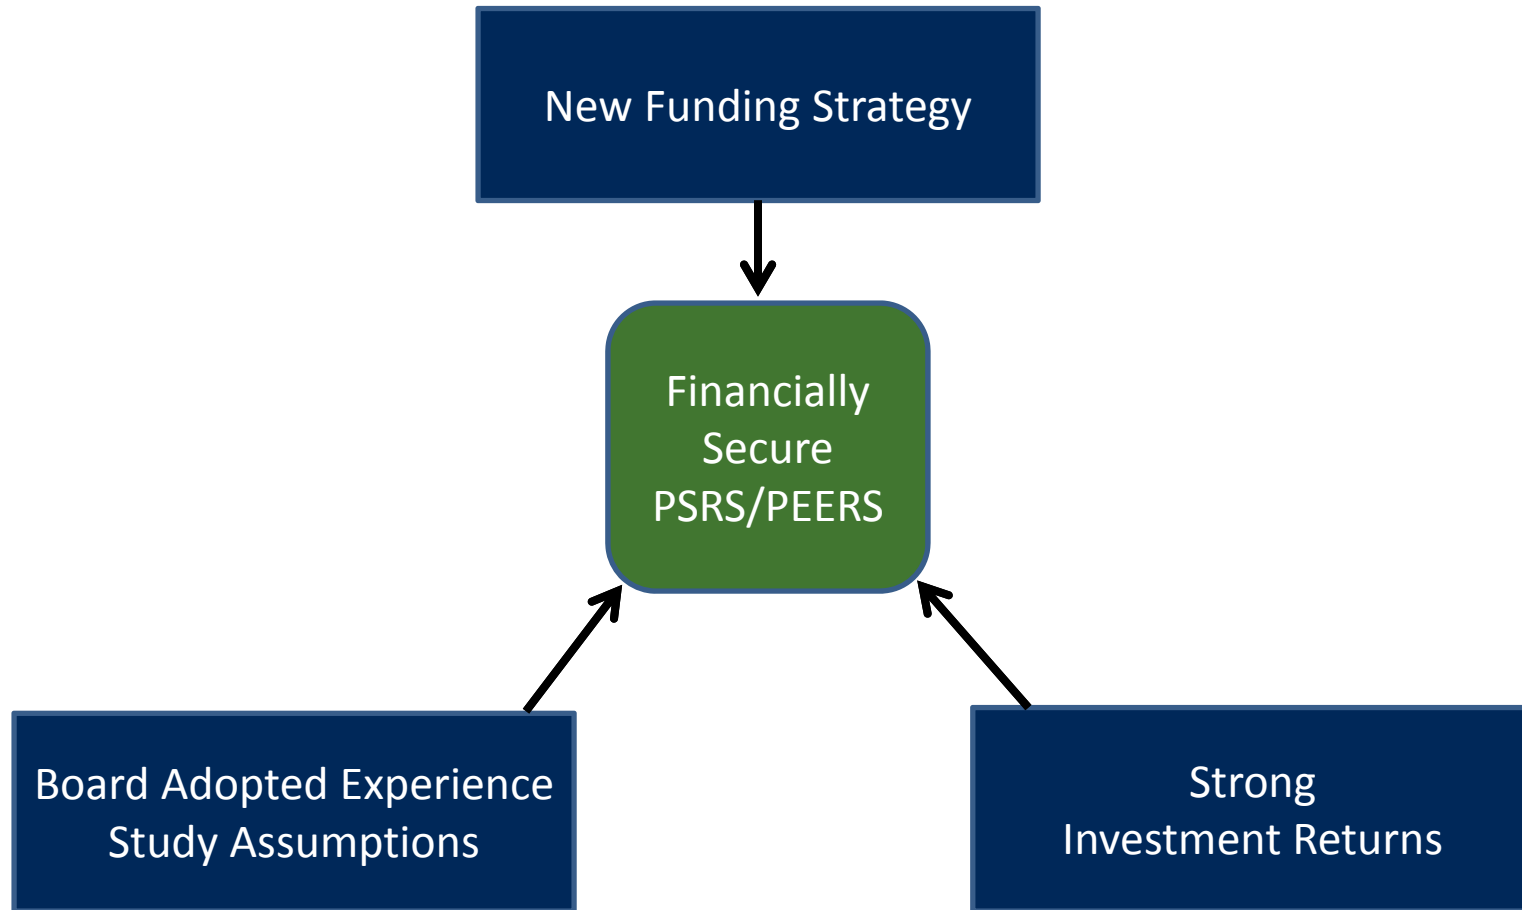 New Funding Strategy
Financially
Secure
PSRS/PEERS
Board Adopted Experience
Study Assumptions
Strong
Investment Returns